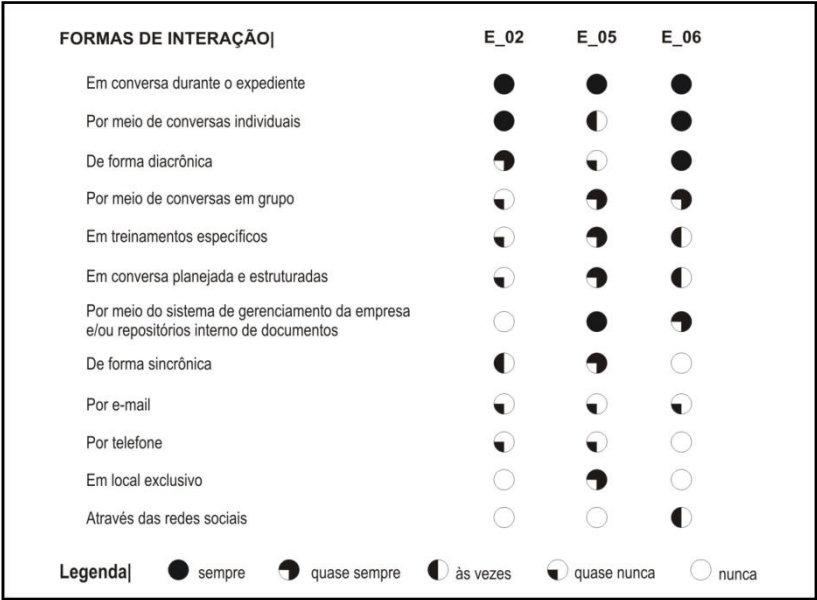 FORMAS DE INTERAÇÃO| E_02 E_05 E_06
Em conversa durante o expediente
Por meio de conversas individuais
De forma diacrônica
Por meio de conversas em grupo
Em treinamentos específicos
Em conversa planejada e estruturadas
Por meio do sistema de gerenciamento da empresa
e/ou repositórios interno de documentos
De forma sincrônica
Por e-mail
Por telefone
Em local exclusivo
Através das redes sociais
Legenda| sempre quase sempre às vezes quase nunca nunca